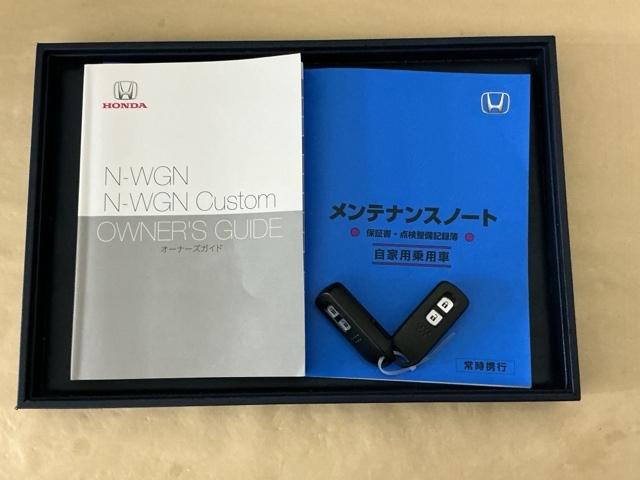 HONDA
N-WGN
N-WGN Custom
OWNER'S GUIDE
オーナーズガイド
メンテナンスノート
保証書・点検整備記録簿
自家用乗用車
常時携行